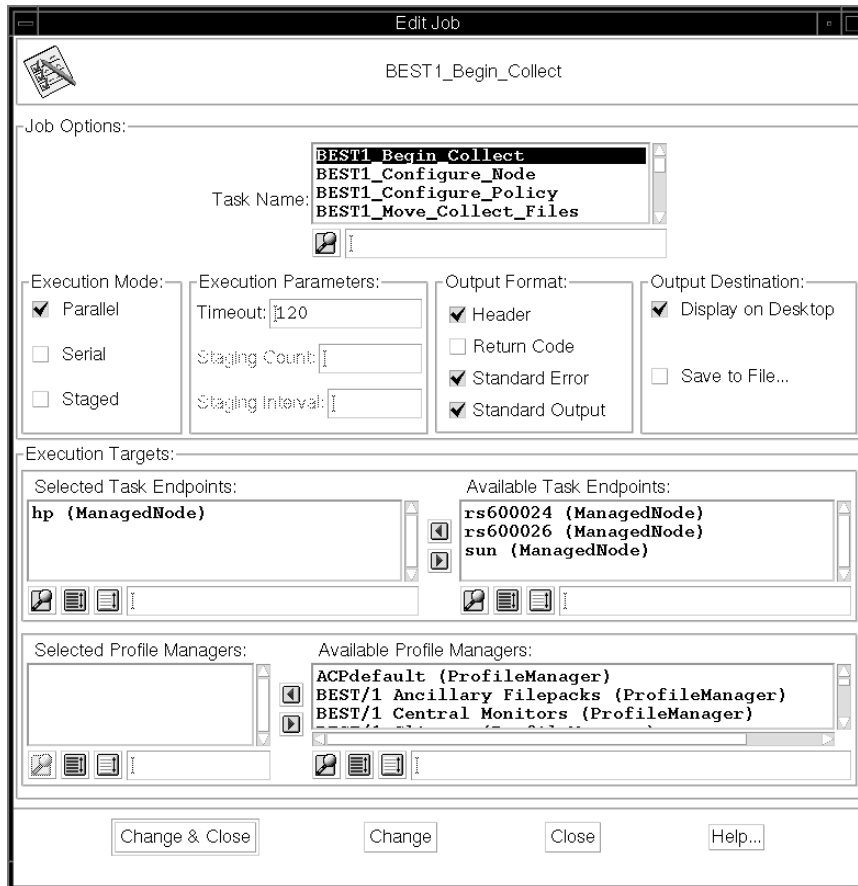 Edit Job
BEST1_Begin_Collect
Job Options:
Task Name:
BEST1_Begin_Collect
BEST1_Configure_Node
BEST1_Configure_Policy
BEST1_Move_Collect_Files
Execution Mode:
Parallel
Serial
Staged
Execution Parameters:
Timeout: 120
Staging Count:
Staging Interval:
Output Format:
Header
Return Code
Standard Error
Standard Output
Output Destination:
Display on Desktop
Save to File...
Execution Targets:
Selected Task Endpoints:
hp (ManagedNode)
Available Task Endpoints:
rs600024 (ManagedNode)
rs600026 (ManagedNode)
sun (ManagedNode)
Selected Profile Managers:
Available Profile Managers:
ACPdefault (ProfileManager)
BEST/1 Ancillary Filepacks (ProfileManager)
BEST/1 Central Monitors (ProfileManager)
Change & Close
Change
Close
Help...